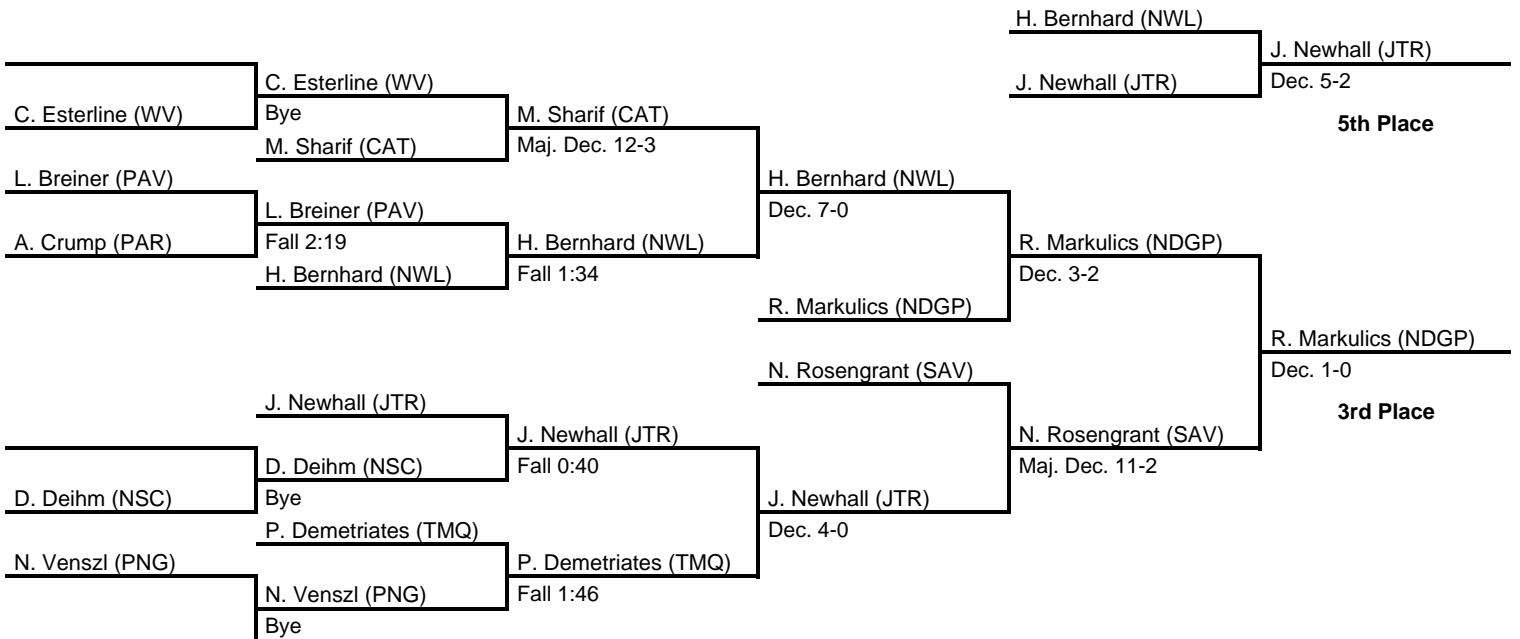 H. Bernhard (NWL)
J. Newhall (JTR)
J. Newhall (JTR)
Dec. 5-2
5th Place
C. Esterline (WV)
C. Esterline (WV)
Bye
M. Sharif (CAT)
M. Sharif (CAT)
Maj. Dec. 12-3
L. Breiner (PAV)
A. Crump (PAR)
L. Breiner (PAV)
Fall 2:19
H. Bernhard (NWL)
H. Bernhard (NWL)
Fall 1:34
H. Bernhard (NWL)
Dec. 7-0
R. Markulics (NDGP)
R. Markulics (NDGP)
Dec. 3-2
R. Markulics (NDGP)
Dec. 1-0
3rd Place
N. Rosengrant (SAV)
N. Rosengrant (SAV)
Maj. Dec. 11-2
J. Newhall (JTR)
D. Deihm (NSC)
D. Deihm (NSC)
Bye
J. Newhall (JTR)
Fall 0:40
J. Newhall (JTR)
Dec. 4-0
P. Demetriates (TMQ)
N. Venszl (PNG)
N. Venszl (PNG)
Bye
P. Demetriates (TMQ)
Fall 1:46